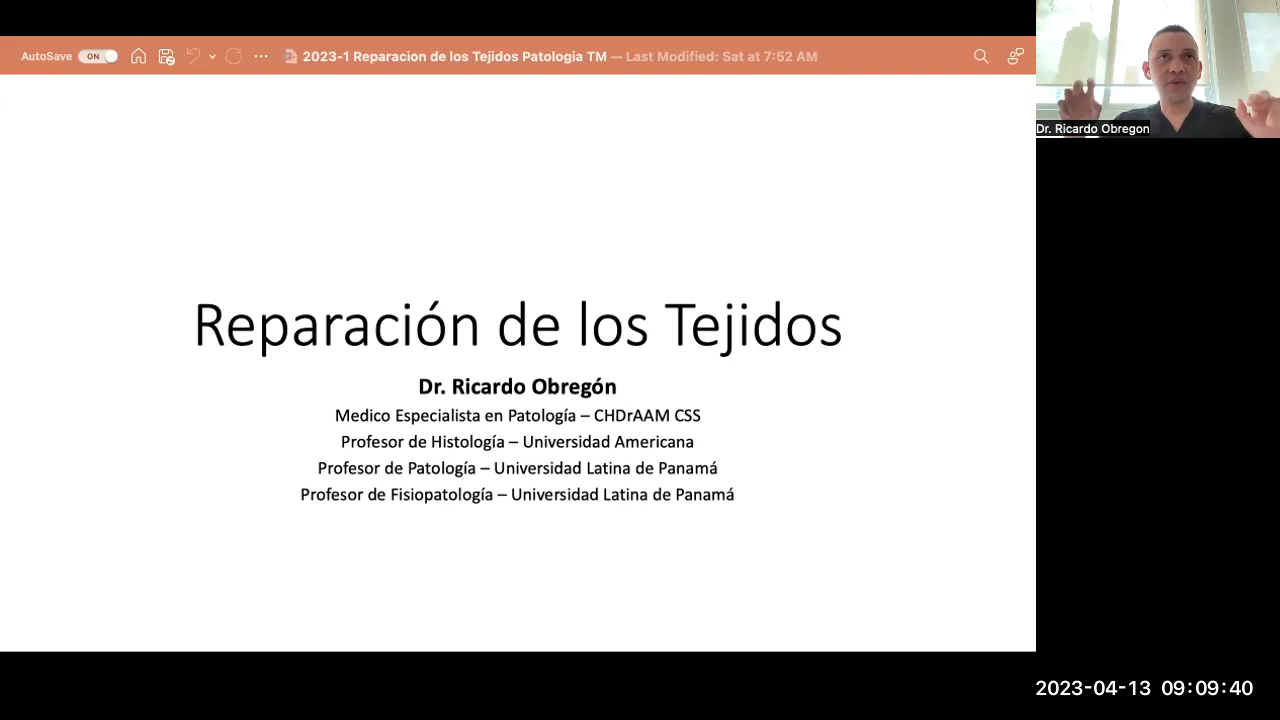 AutoSave ON 2023-1 Reparacion de los Tejidos Patologia TM — Last Modified: Sat at 7:52 AM
Dr. Ricardo Obregon
Reparación de los Tejidos
Dr. Ricardo Obregón
Medico Especialista en Patología – CHDrAAM CSS
Profesor de Histología – Universidad Americana
Profesor de Patología – Universidad Latina de Panamá
Profesor de Fisiopatología – Universidad Latina de Panamá
2023-04-13 09:09:40